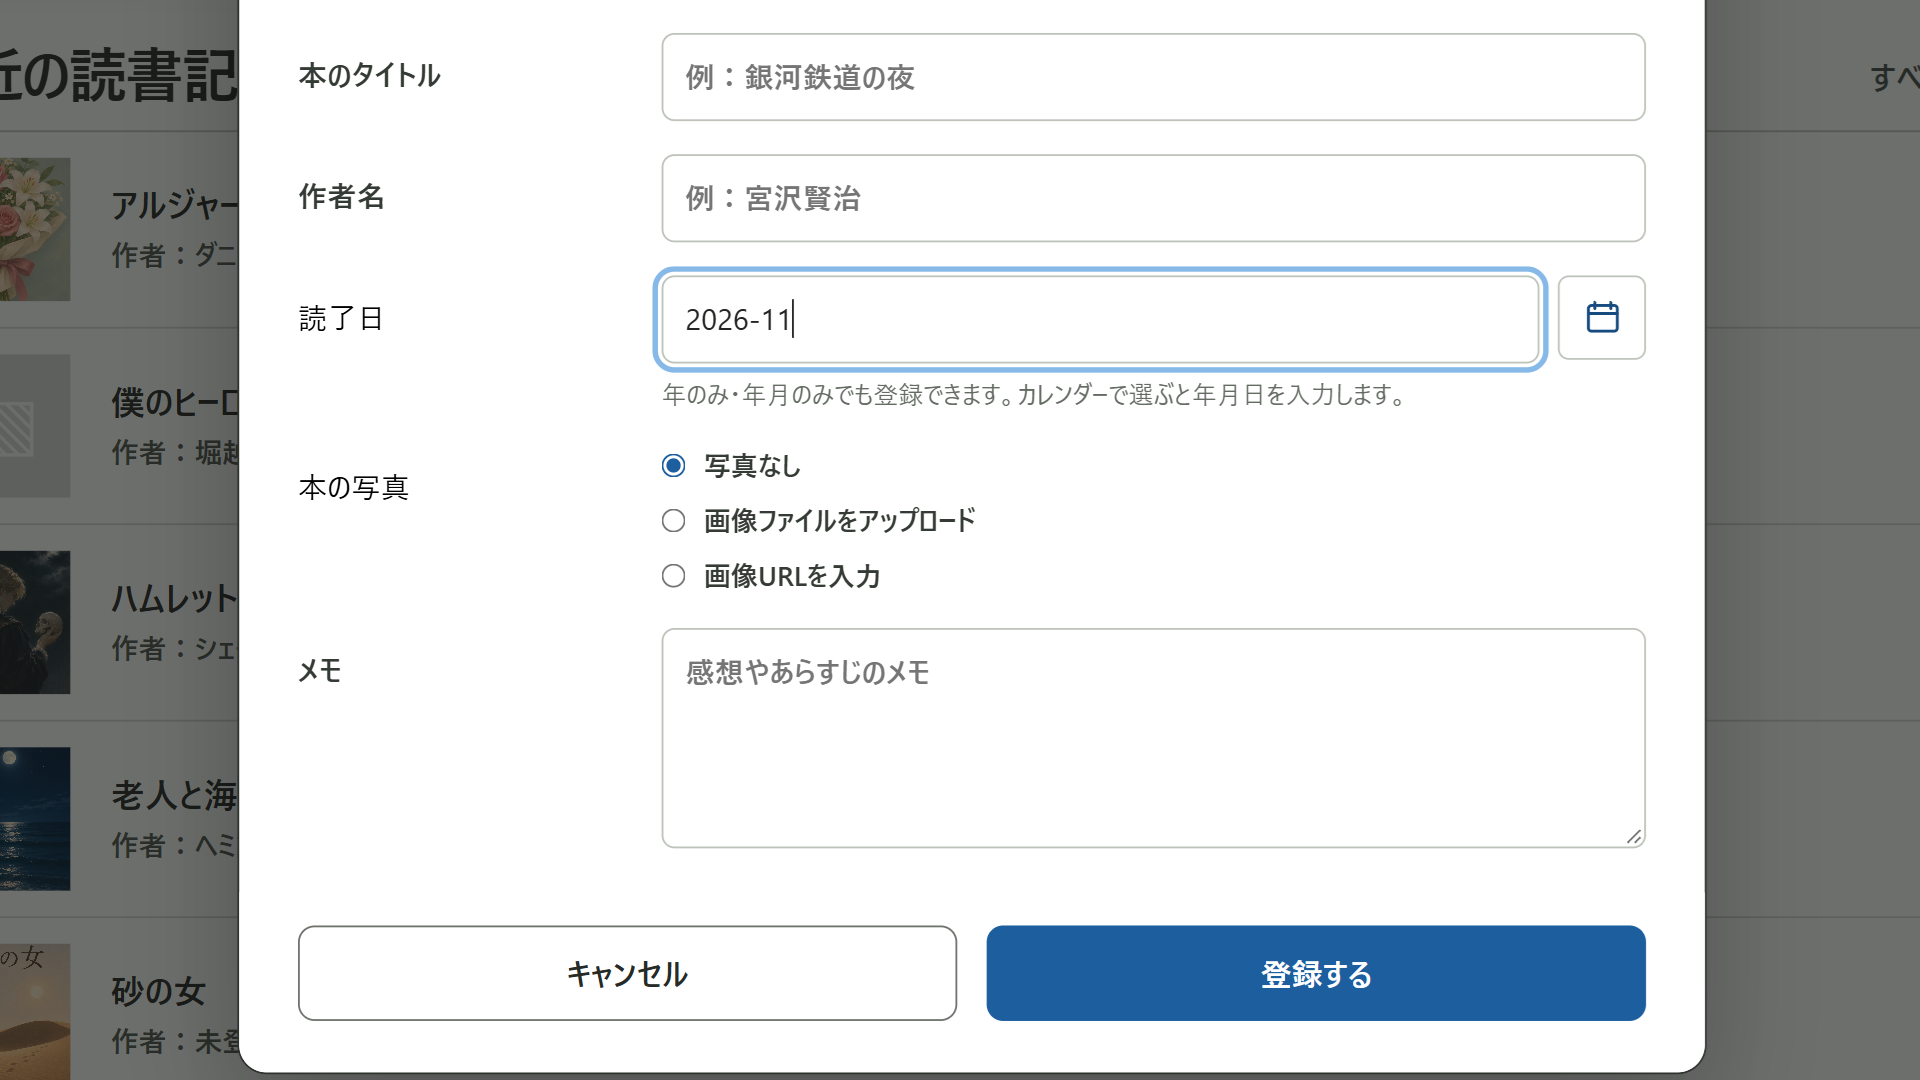 近の読書記
すべ
アルジャー
作者：ダニ
僕のヒーロ
作者：堀越
ハムレット
作者：シェ
老人と海
作者：ヘミ
の女
砂の女
作者：未登
本のタイトル
例：銀河鉄道の夜
作者名
例：宮沢賢治
読了日
2026-11
年のみ・年月のみでも登録できます。カレンダーで選ぶと年月日を入力します。
本の写真
写真なし
画像ファイルをアップロード
画像URLを入力
メモ
感想やあらすじのメモ
キャンセル
登録する